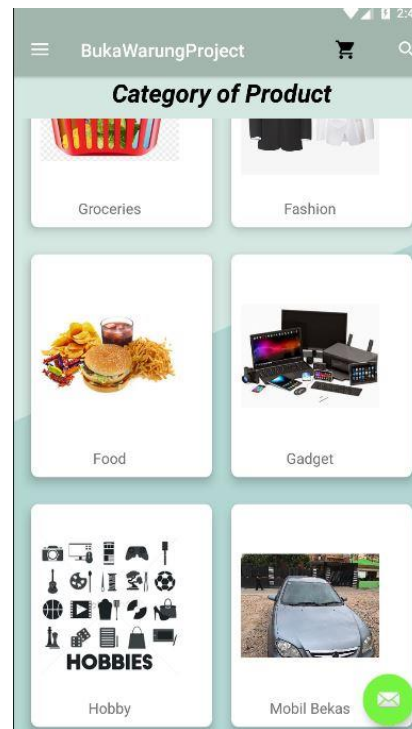 BukaWarungProject
Category of Product
Groceries
Fashion
Food
Gadget
HOBBIES
Hobby
Mobil Bekas